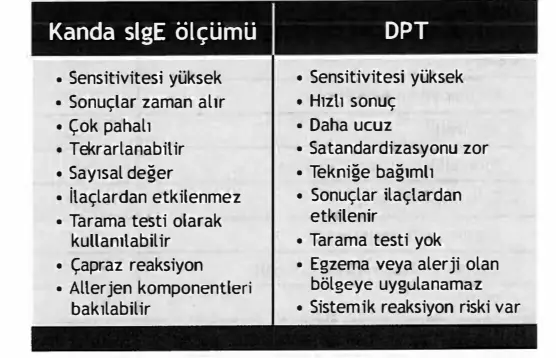 Kanda sIgE ölçümü
• Sensitivitesi yüksek
• Sonuçlar zaman alır
• Çok pahalı
• Tekrarlanabilir
• Sayısal değer
• İlaçlardan etkilenmez
• Tarama testi olarak
kullanılabilir
• Çapraz reaksiyon
• Allerjen komponentleri
bakılabilir
DPT
• Sensitivitesi yüksek
• Hızlı sonuç
• Daha ucuz
• Satandardizasyonu zor
• Tekniğe bağımlı
• Sonuçlar ilaçlardan
etkilenir
• Tarama testi yok
• Egzema veya alerji olan
bölgeye uygulanamaz
• Sistemik reaksiyon riski var